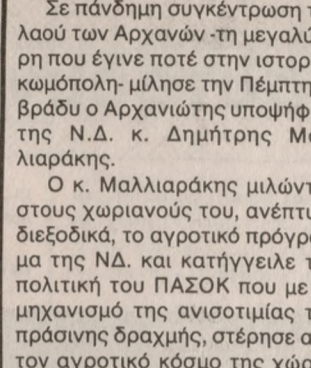 Σε πάνδημη συγκέντρωση
λαού των Αρχανών -τη μεγαλύ
ρη που έγινε ποτέ στην ιστορ
κωμόπολη- μίλησε την Πέμπτη
βράδυ ο Αρχανιώτης υποψήφ
της Ν.Δ. κ. Δημήτρης Μα
λιαράκης.
Ο κ. Μαλλιαράκης μιλώντ
στους χωριανούς του, ανέπτυ
διεξοδικά, το αγροτικό πρόγρα
μα της ΝΔ. και κατήγγειλε τ
πολιτική του ΠΑΣΟΚ που με
μηχανισμό της ανισοτιμίας τ
πράσινης δραχμής, στέρησε α
τον αγροτικό κόσμο της χώρ